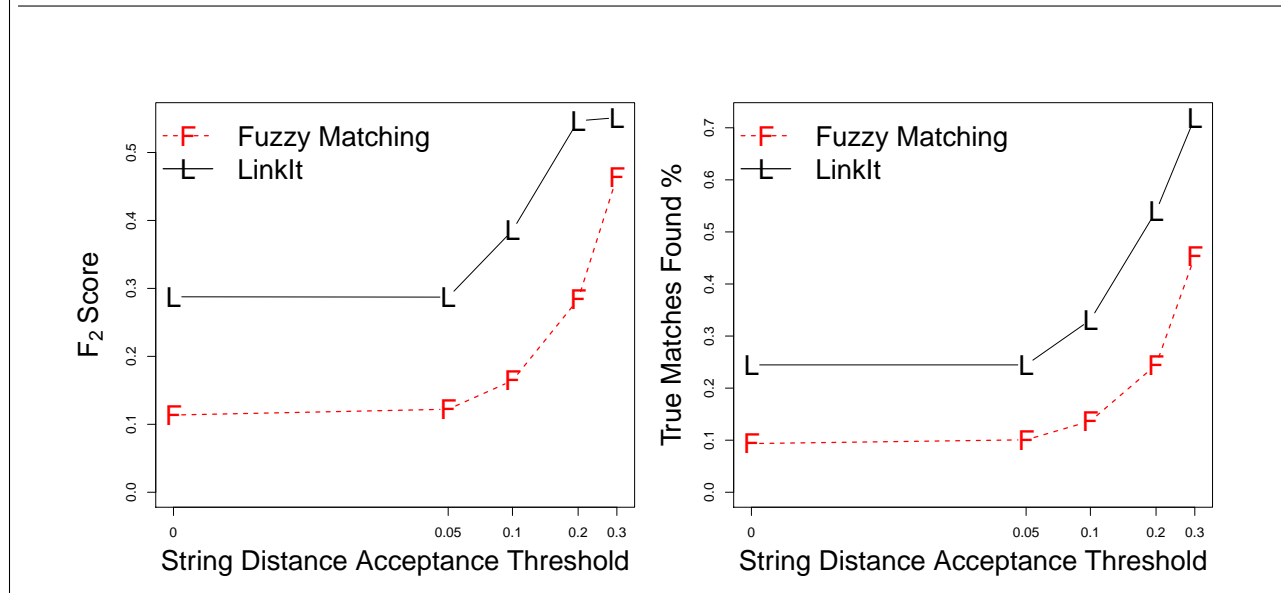 F Fuzzy Matching
L LinkIt
F₂ Score
0.0
0.1
0.2
0.3
0.4
0.5
L
L
L
L
L
F
F
F
F
F
0
0.05
0.1
0.2
0.3
String Distance Acceptance Threshold
F Fuzzy Matching
L LinkIt
True Matches Found %
0.0
0.1
0.2
0.3
0.4
0.5
0.6
0.7
L
L
L
L
L
F
F
F
F
F
0
0.05
0.1
0.2
0.3
String Distance Acceptance Threshold